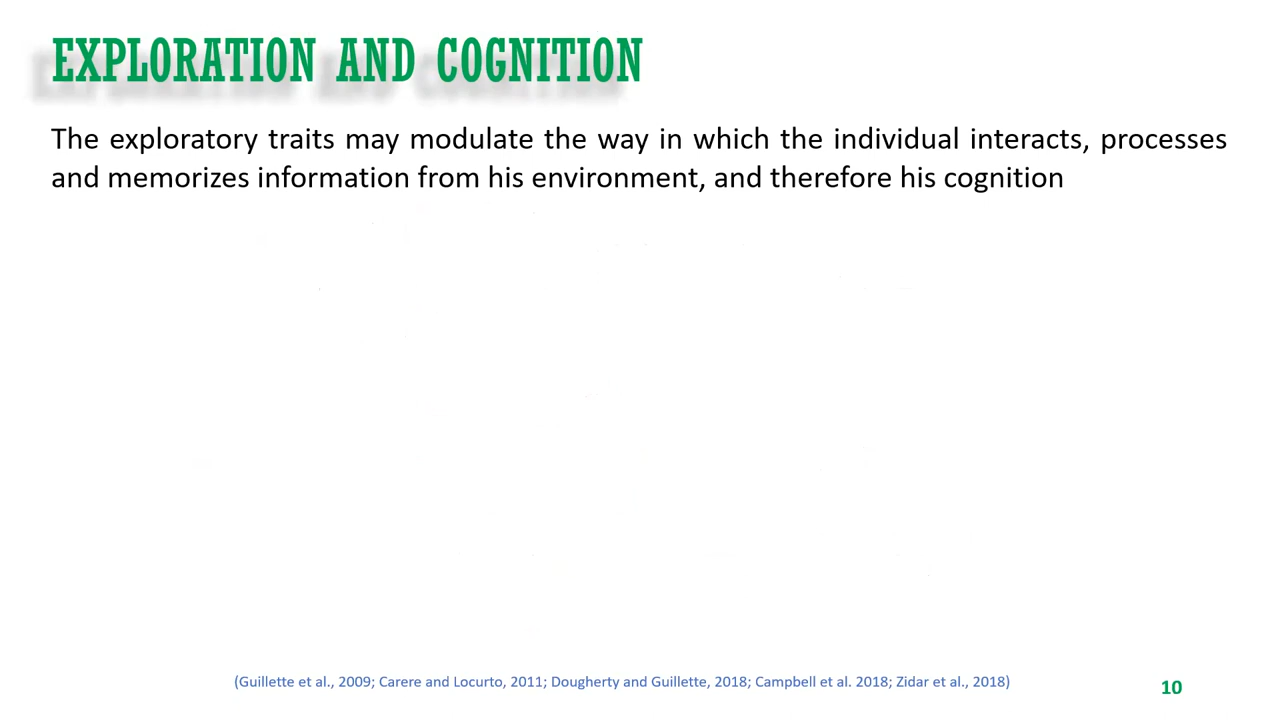 EXPLORATION AND COGNITION
The exploratory traits may modulate the way in which the individual interacts, processes
and memorizes information from his environment, and therefore his cognition
(Guillette et al., 2009; Carere and Locurto, 2011; Dougherty and Guillette, 2018; Campbell et al. 2018; Zidar et al., 2018)
10